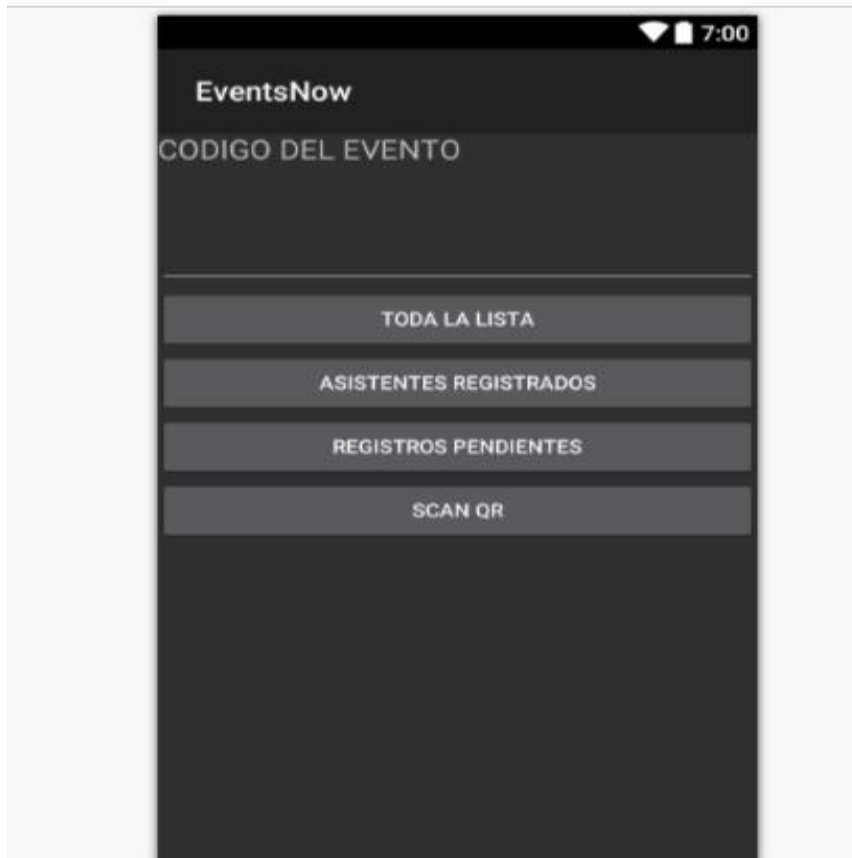 7:00
EventsNow
CODIGO DEL EVENTO
TODA LA LISTA
ASISTENTES REGISTRADOS
REGISTROS PENDIENTES
SCAN QR